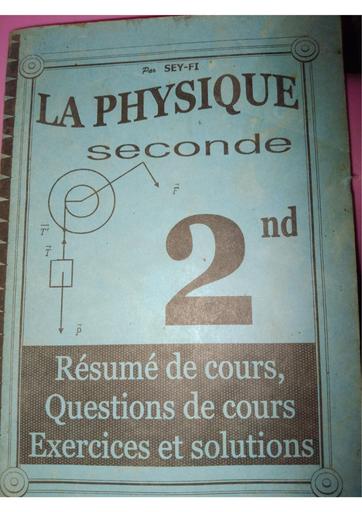 Par SEY-FI
LA PHYSIQUE
seconde
F
T'
T
2nd
P
Résumé de cours,
Questions de cours
Exercices et solutions